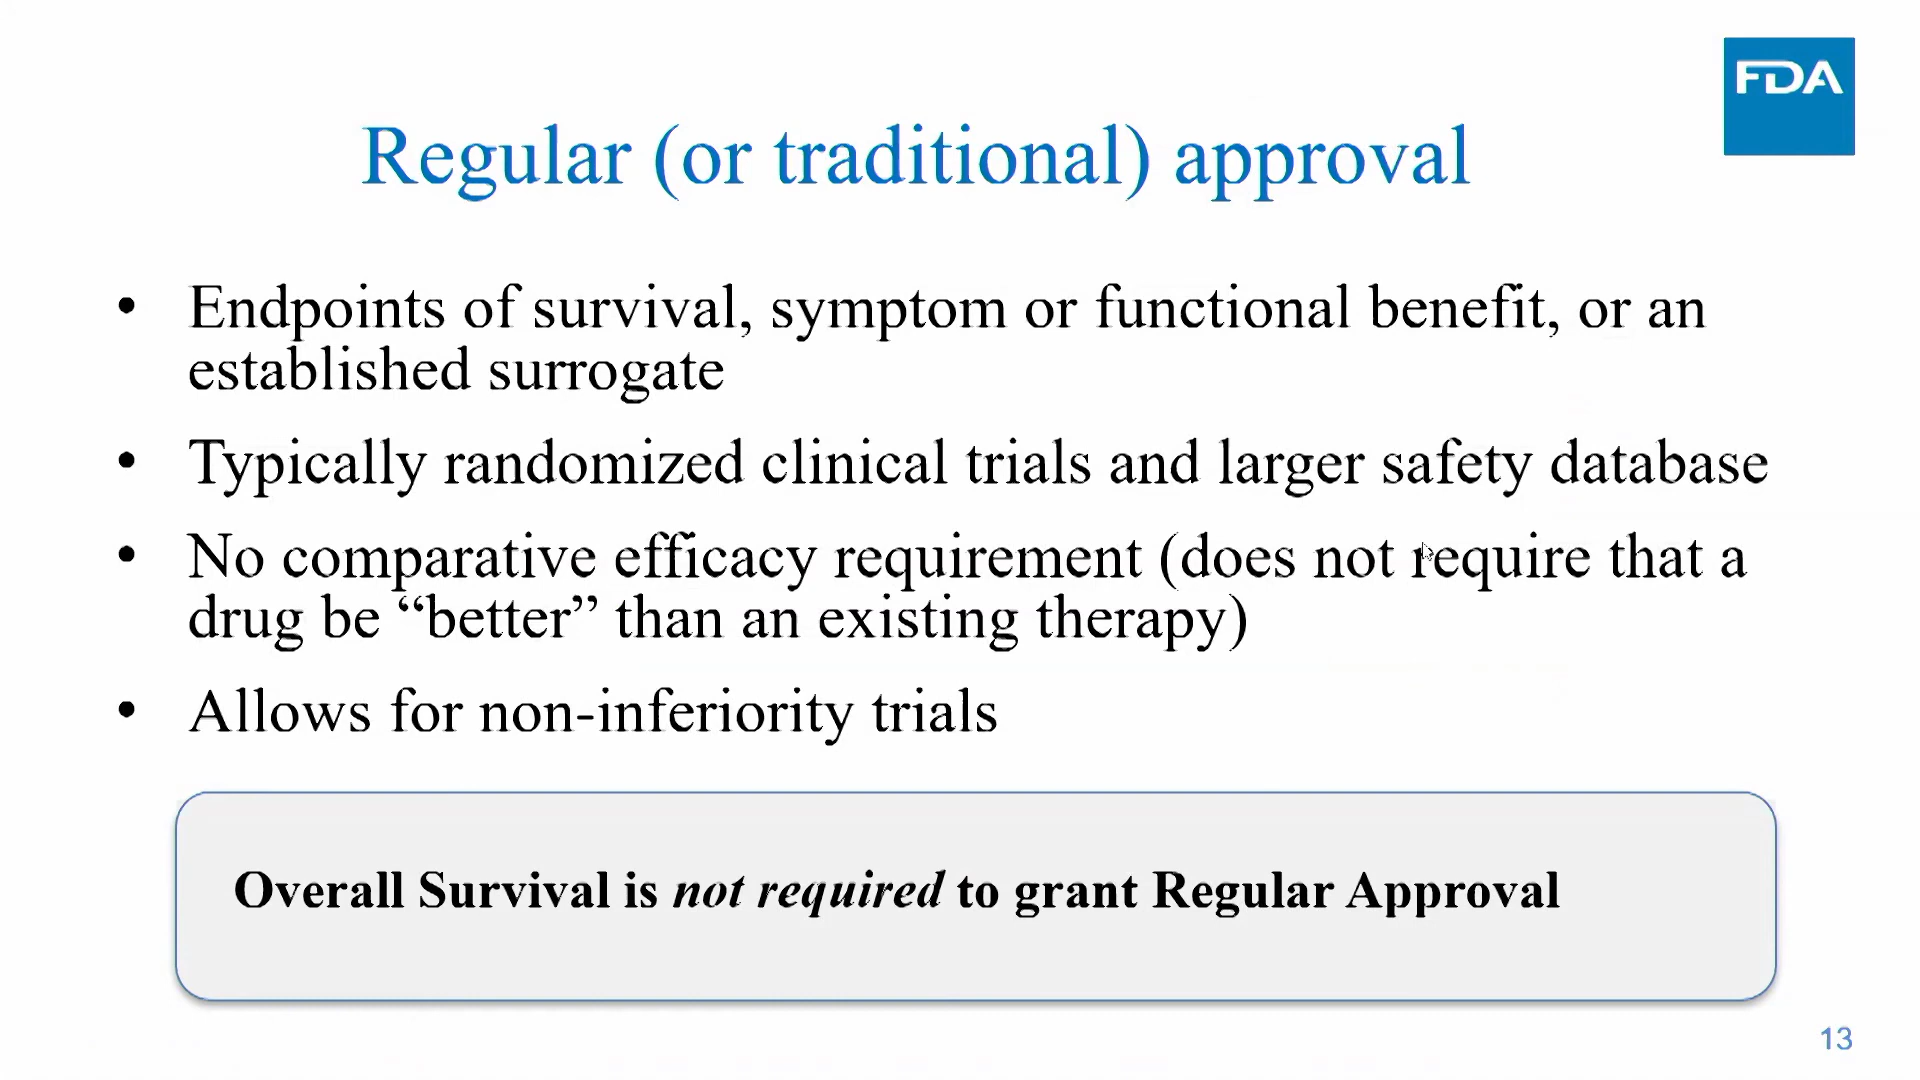 FDA
Regular (or traditional) approval
• Endpoints of survival, symptom or functional benefit, or an
established surrogate
• Typically randomized clinical trials and larger safety database
• No comparative efficacy requirement (does not require that a
drug be “better” than an existing therapy)
• Allows for non-inferiority trials
Overall Survival is not required to grant Regular Approval
13